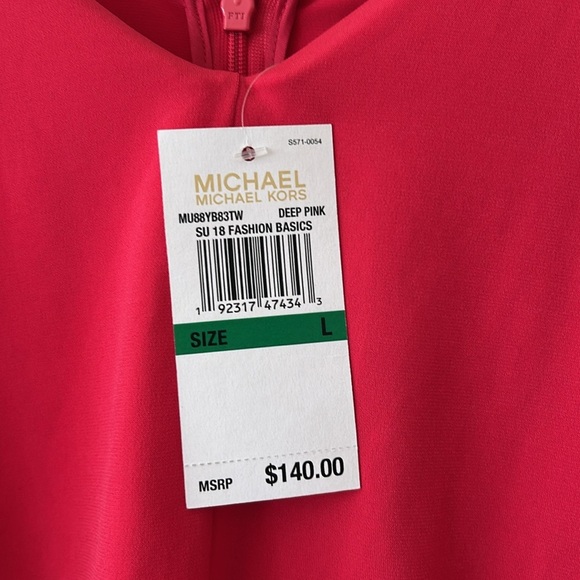 FTI
S571-0054
MICHAEL
MICHAEL KORS
MU88YB83TW DEEP PINK
SU 18 FASHION BASICS
1 92317 47434 3
SIZE L
MSRP $140.00